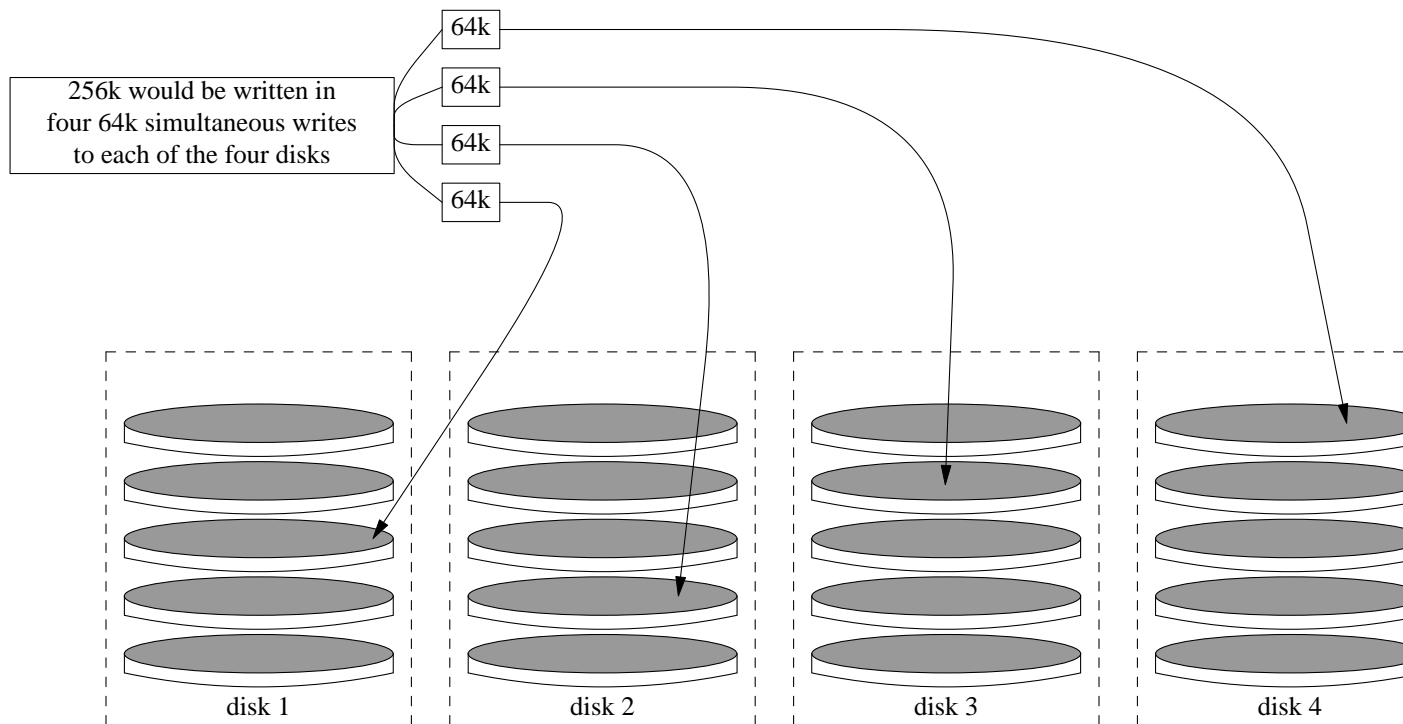 64k
256k would be written in
four 64k simultaneous writes
to each of the four disks
64k
64k
64k
disk 1
disk 2
disk 3
disk 4